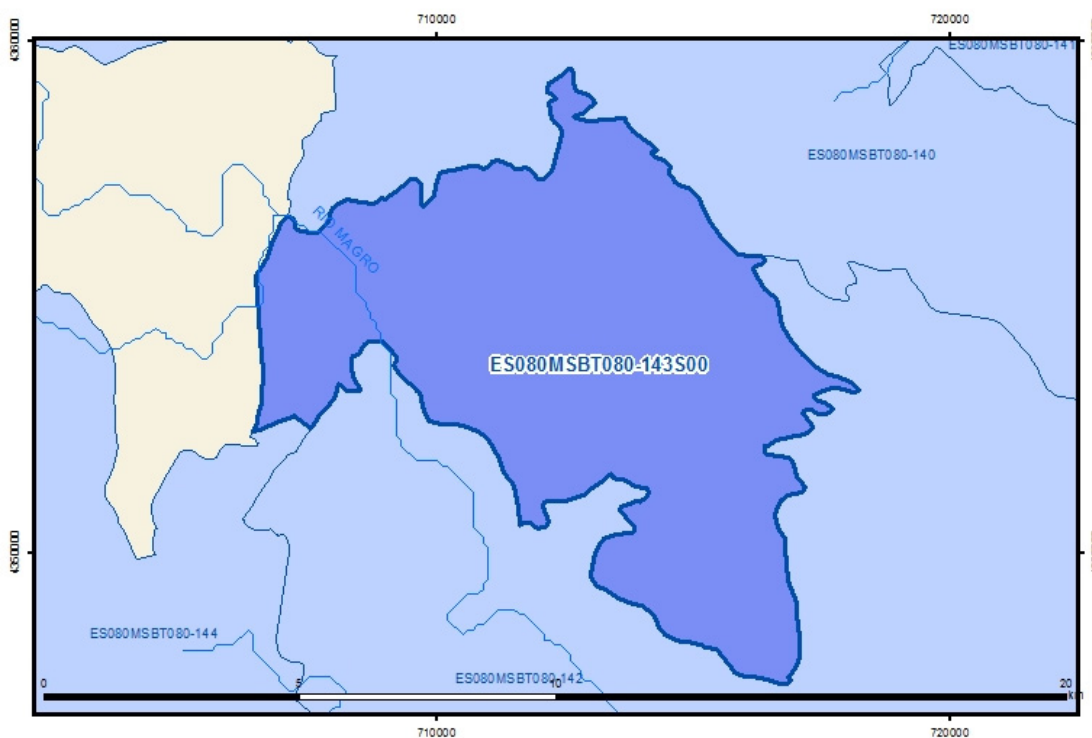 710000
720000
4360000
ES080MSBT080-141
ES080MSBT080-140
RIO MAGRO
ES080MSBT080-143S00
4350000
ES080MSBT080-144
ES080MSBT080-142
0
5
10
20
km
710000
720000